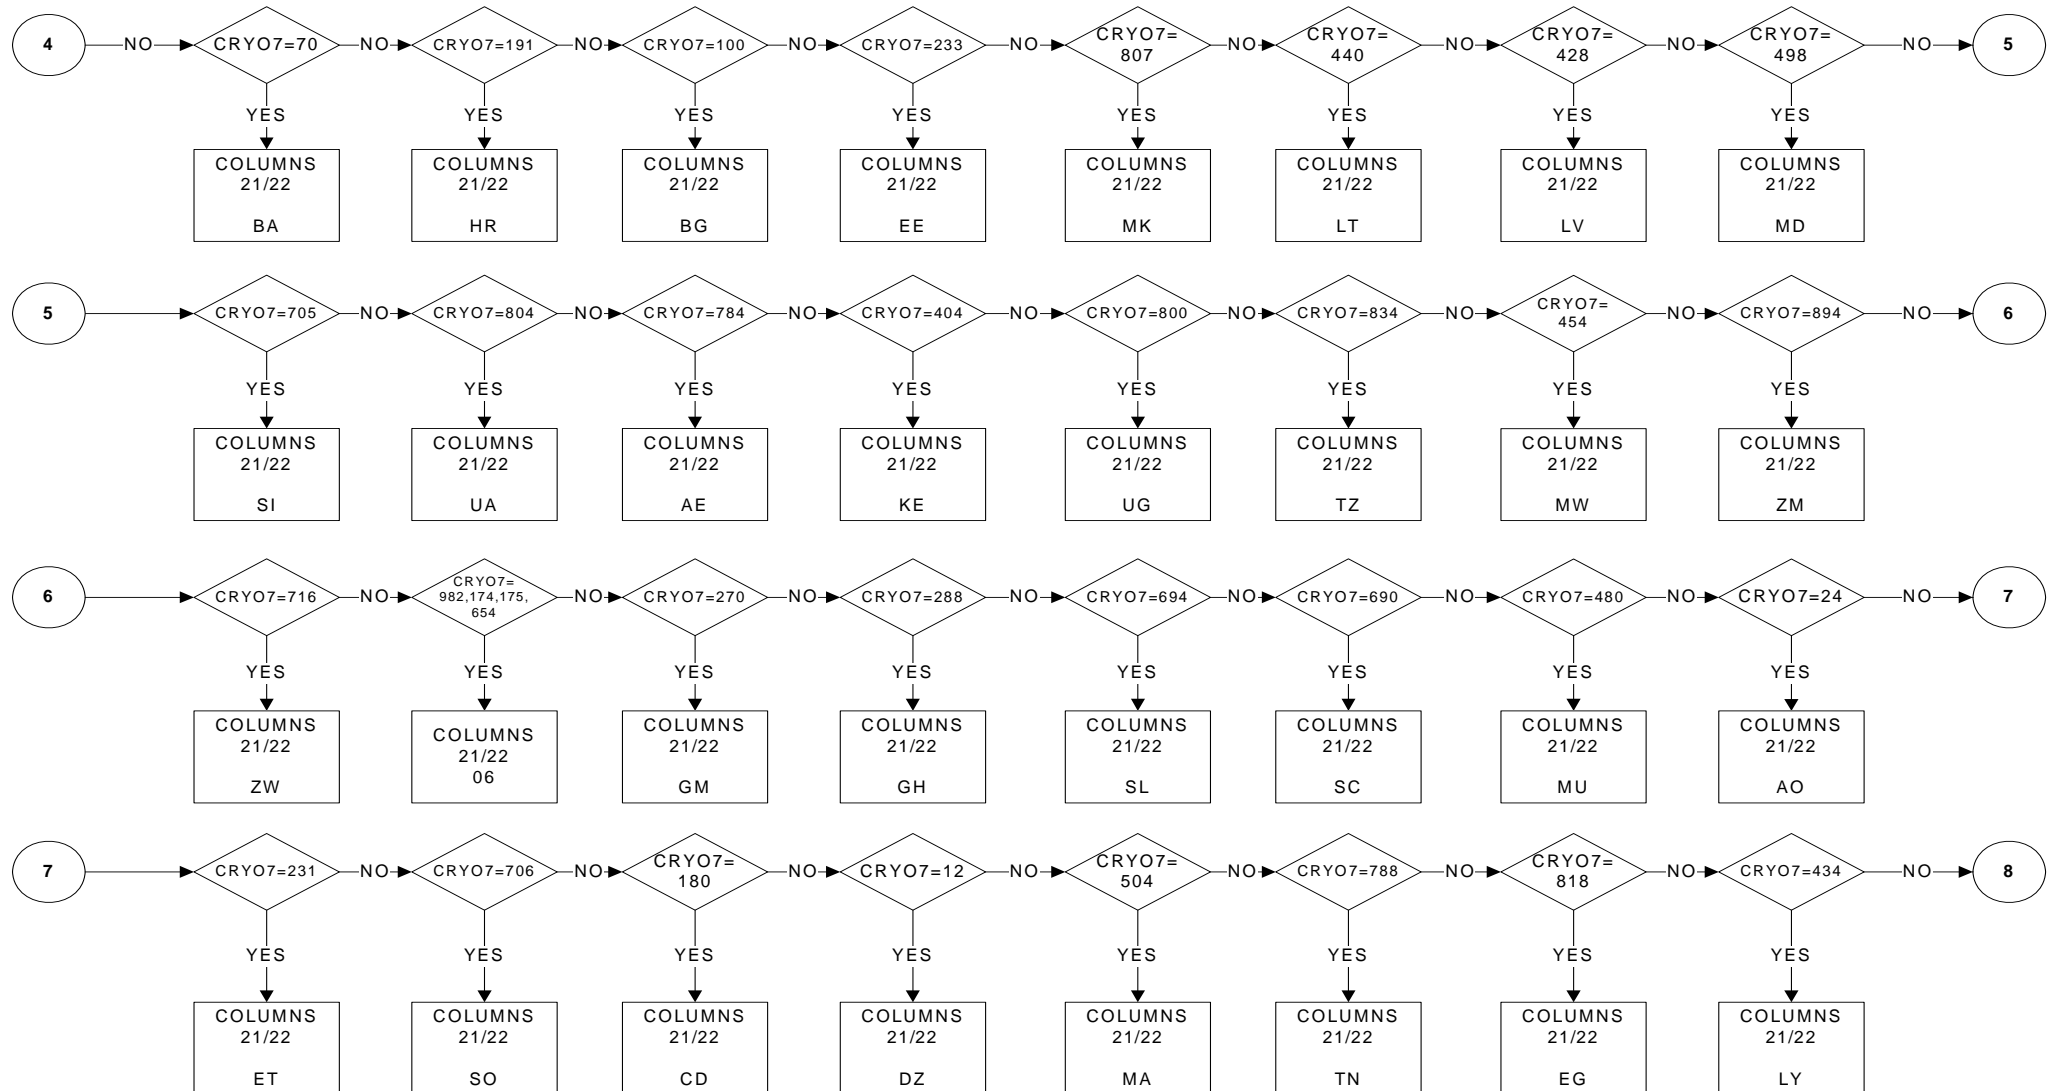 4 NO CRYO7=70 NO CRYO7=191 NO CRYO7=100 NO CRYO7=233 NO CRYO7= 807 NO CRYO7= 440 NO CRYO7= 428 NO CRYO7= 498 NO 5
YES YES YES YES YES YES YES YES
COLUMNS COLUMNS COLUMNS COLUMNS COLUMNS COLUMNS COLUMNS COLUMNS
21/22 21/22 21/22 21/22 21/22 21/22 21/22 21/22
BA HR BG EE MK LT LV MD
5 CRYO7=705 NO CRYO7=804 NO CRYO7=784 NO CRYO7=404 NO CRYO7=800 NO CRYO7=834 NO CRYO7= 454 NO CRYO7=894 NO 6
YES YES YES YES YES YES YES YES
COLUMNS COLUMNS COLUMNS COLUMNS COLUMNS COLUMNS COLUMNS COLUMNS
21/22 21/22 21/22 21/22 21/22 21/22 21/22 21/22
SI UA AE KE UG TZ MW ZM
6 CRYO7=716 NO CRYO7= 982,174,175, 654 NO CRYO7=270 NO CRYO7=288 NO CRYO7=694 NO CRYO7=690 NO CRYO7=480 NO CRYO7=24 NO 7
YES YES YES YES YES YES YES YES
COLUMNS COLUMNS COLUMNS COLUMNS COLUMNS COLUMNS COLUMNS COLUMNS
21/22 21/22 21/22 21/22 21/22 21/22 21/22 21/22
ZW 06 GM GH SL SC MU AO
7 CRYO7=231 NO CRYO7=706 NO CRYO7= 180 NO CRYO7=12 NO CRYO7= 504 NO CRYO7=788 NO CRYO7= 818 NO CRYO7=434 NO 8
YES YES YES YES YES YES YES YES
COLUMNS COLUMNS COLUMNS COLUMNS COLUMNS COLUMNS COLUMNS COLUMNS
21/22 21/22 21/22 21/22 21/22 21/22 21/22 21/22
ET SO CD DZ MA TN EG LY